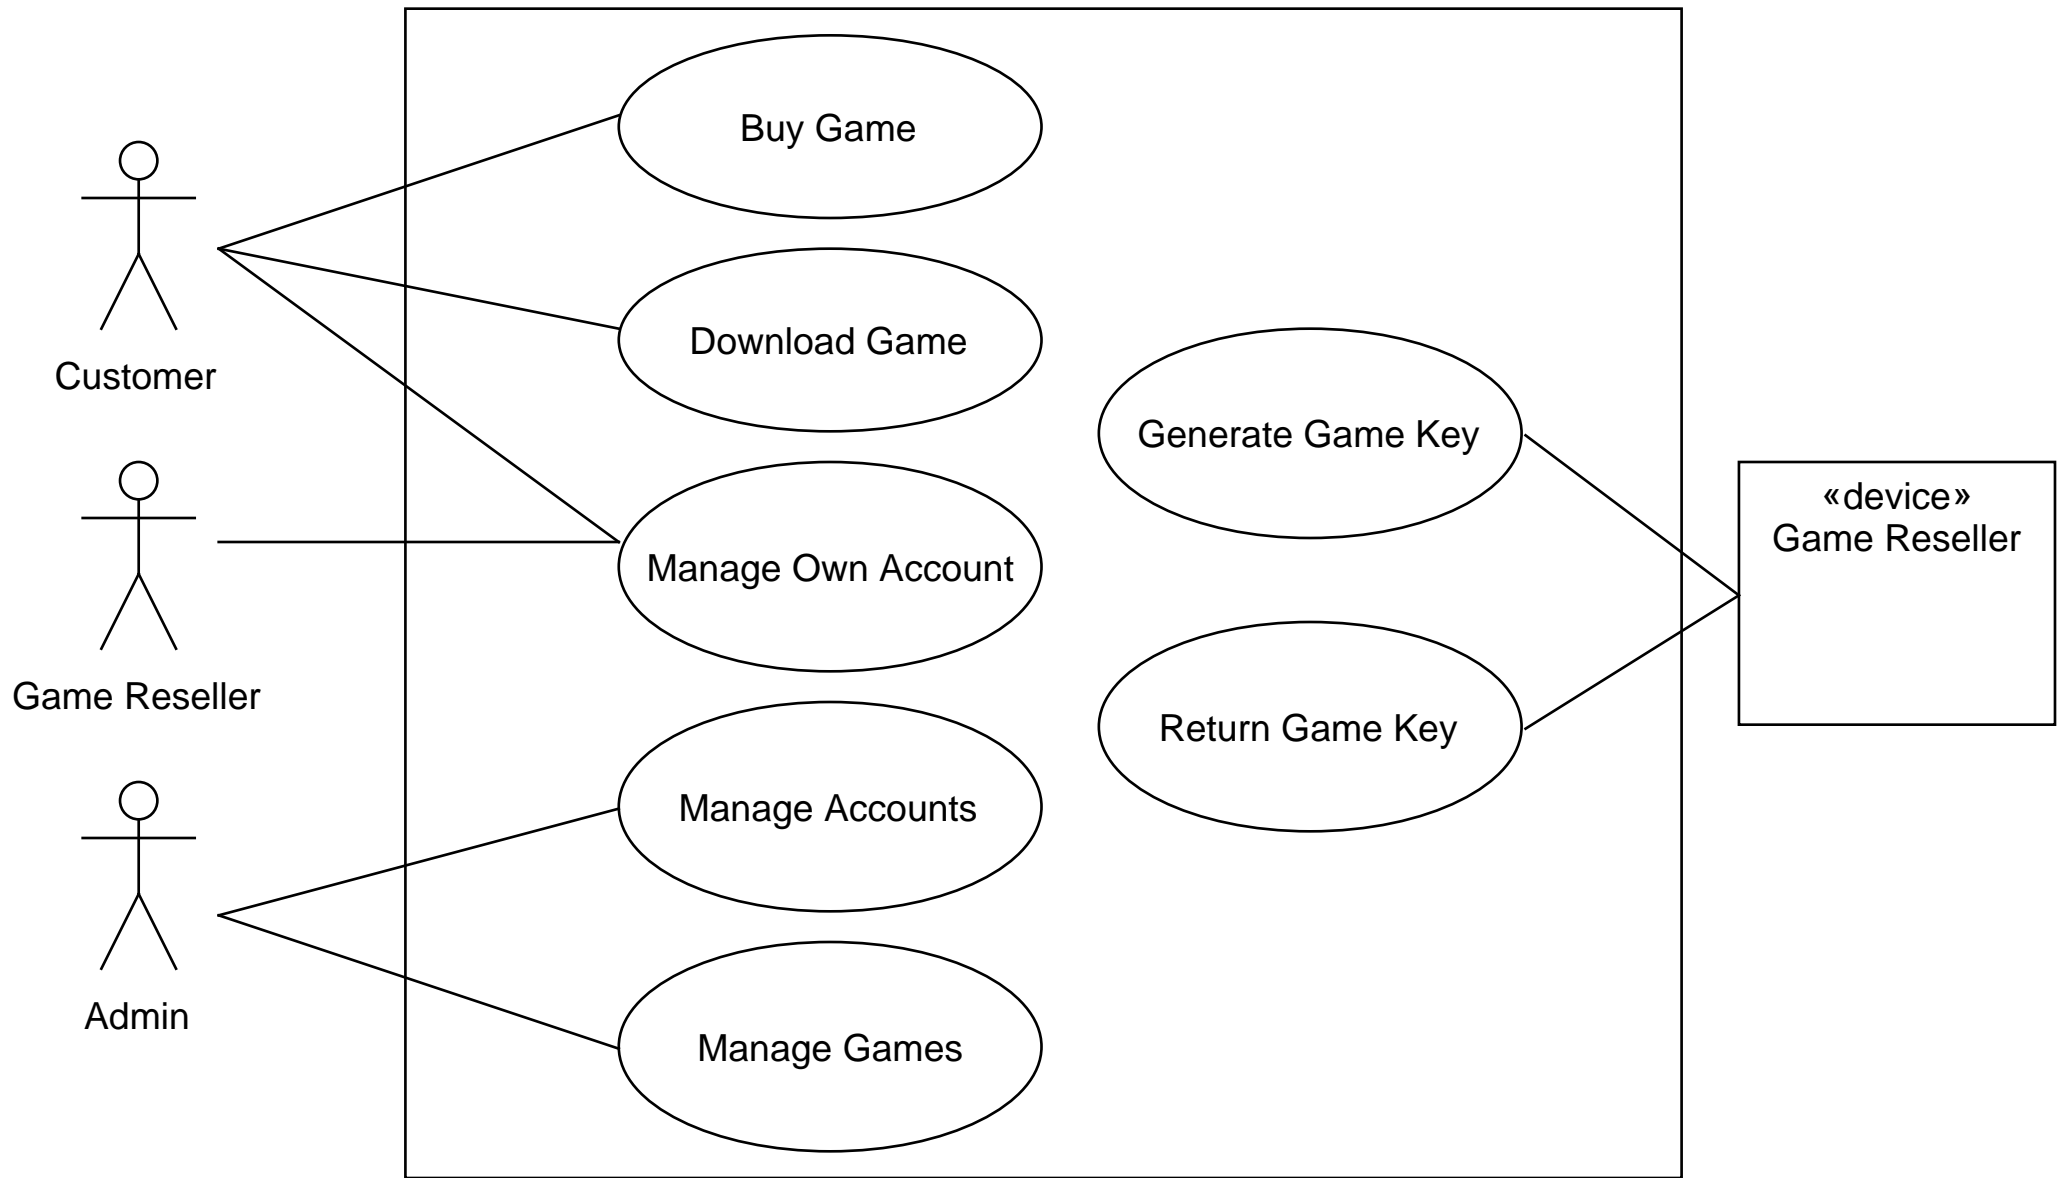 Buy Game
Download Game
Customer
Generate Game Key
«device»
Game Reseller
Manage Own Account
Game Reseller
Return Game Key
Manage Accounts
Admin
Manage Games